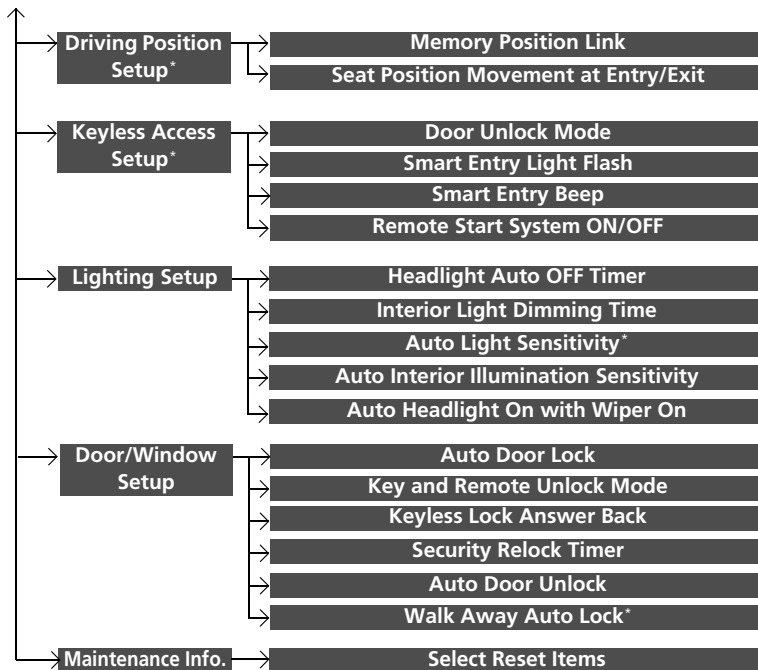 Driving Position
Setup*
Memory Position Link
Seat Position Movement at Entry/Exit
Keyless Access
Setup*
Door Unlock Mode
Smart Entry Light Flash
Smart Entry Beep
Remote Start System ON/OFF
Lighting Setup
Headlight Auto OFF Timer
Interior Light Dimming Time
Auto Light Sensitivity*
Auto Interior Illumination Sensitivity
Auto Headlight On with Wiper On
Door/Window
Setup
Auto Door Lock
Key and Remote Unlock Mode
Keyless Lock Answer Back
Security Relock Timer
Auto Door Unlock
Walk Away Auto Lock*
Maintenance Info.
Select Reset Items